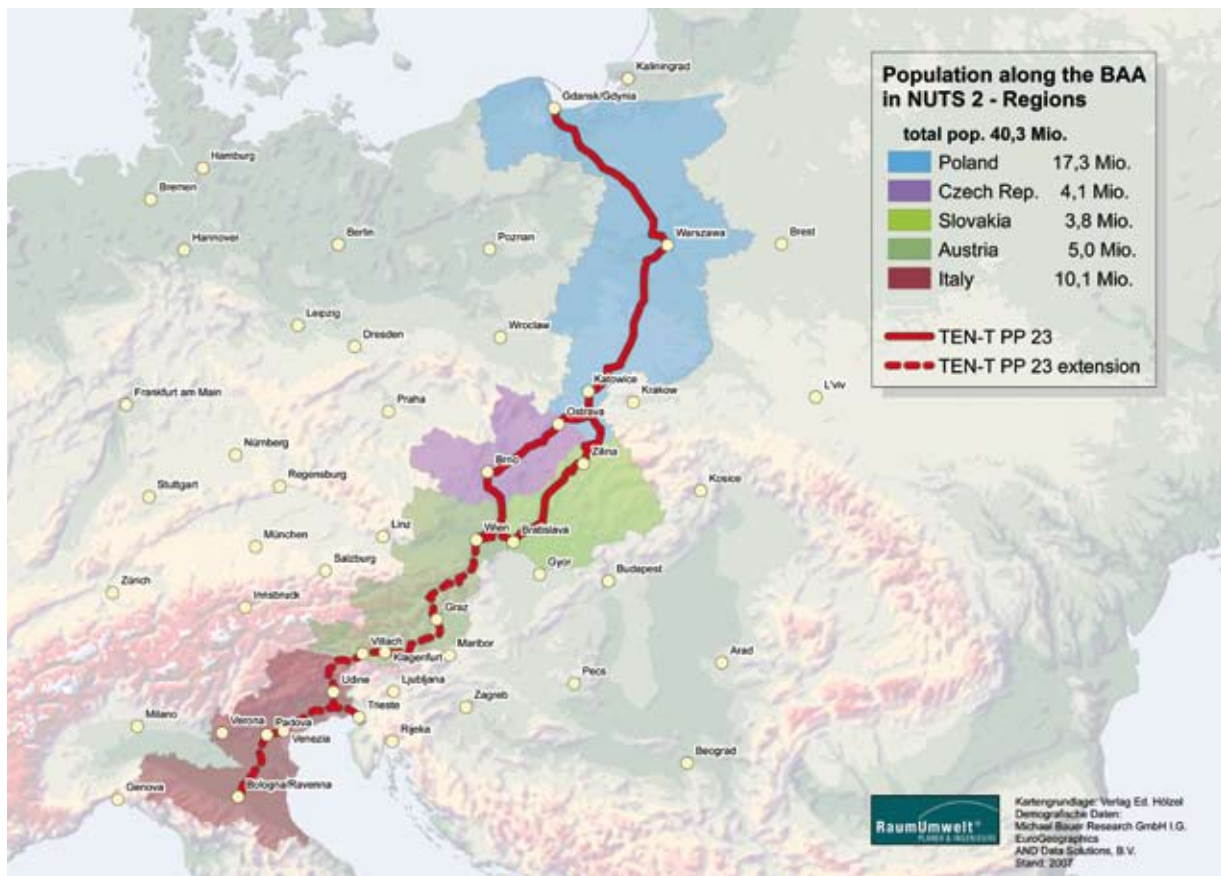 Kaliningrad
Gdansk/Gdynia
Hamburg
Bremen
Hannover
Berlin
Poznan
Warszawa
Brest
Leipzig
Dresden
Wroclaw
Frankfurt am Main
Praha
Katowice
Krakow
L'viv
Ostrava
Nürnberg
Brno
Zilina
Regensburg
Stuttgart
Kosice
Linz
Wien
Bratislava
München
Salzburg
Gyor
Budapest
Zürich
Innsbruck
Graz
Villach
Klagenfurt
Maribor
Arad
Udine
Ljubljana
Pecs
Trieste
Zagreb
Milano
Verona
Padova
Venezia
Rijeka
Beograd
Genova
Bologna/Ravenna
Population along the BAA
in NUTS 2 - Regions
total pop. 40,3 Mio.
Poland 17,3 Mio.
Czech Rep. 4,1 Mio.
Slovakia 3,8 Mio.
Austria 5,0 Mio.
Italy 10,1 Mio.
TEN-T PP 23
TEN-T PP 23 extension
RaumUmwelt®
PLANER & INGENIEURE
Kartengrundlage: Verlag Ed. Hölzel
Demografische Daten:
Michael Bauer Research GmbH I.G.
EuroGeographics
AND Data Solutions, B.V.
Stand: 2007